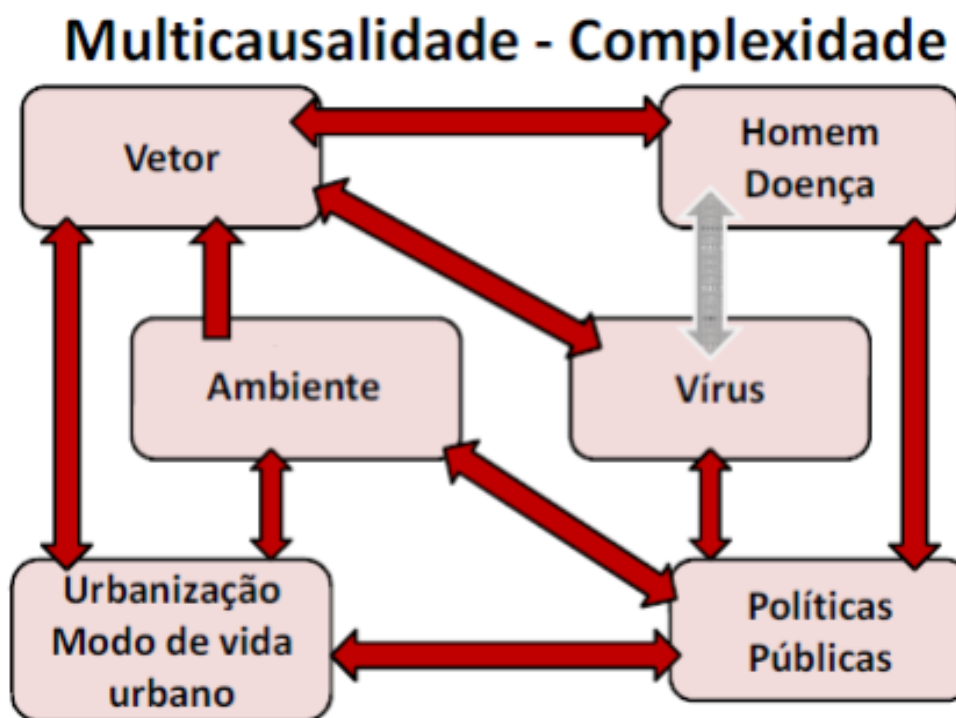 Multicausalidade - Complexidade
Vetor
Homem
Doença
Ambiente
Vírus
Urbanização
Modo de vida
urbano
Políticas
Públicas